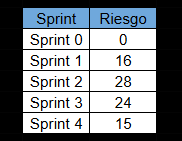 Sprint Riesgo
Sprint 0 0
Sprint 1 16
Sprint 2 28
Sprint 3 24
Sprint 4 15